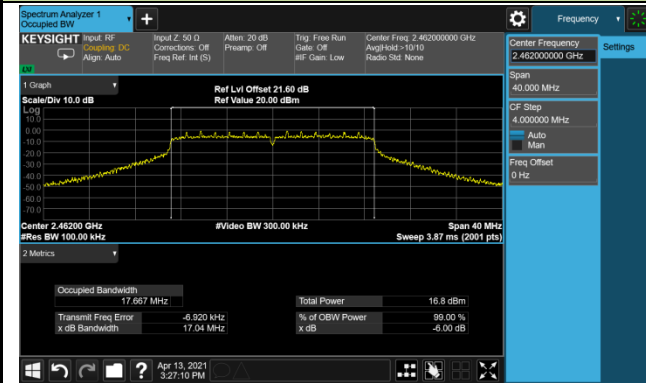 Spectrum Analyzer 1
Occupied BW
+
Frequency
KEYSIGHT
Input: RF
Coupling: DC
Align: Auto
Input Z: 50 Ω
Corrections: Off
Freq Ref: Int (S)
Atten: 20 dB
Preamp: Off
Trig: Free Run
Gate: Off
#IF Gain: Low
Center Freq: 2.462000000 GHz
Avg|Hold:>10/10
Radio Std: None
Center Frequency
2.462000000 GHz
Settings
Span
40.000 MHz
CF Step
4.000000 MHz
Auto
Man
Freq Offset
0 Hz
1 Graph
Scale/Div 10.0 dB
Ref Lvl Offset 21.60 dB
Ref Value 20.00 dBm
Log
10.0
0.00
-10.0
-20.0
-30.0
-40.0
-50.0
-60.0
-70.0
Center 2.46200 GHz
#Res BW 100.00 kHz
#Video BW 300.00 kHz
Span 40 MHz
Sweep 3.87 ms (2001 pts)
2 Metrics
Occupied Bandwidth
17.667 MHz
Total Power 16.8 dBm
Transmit Freq Error -6.920 kHz
% of OBW Power 99.00 %
x dB Bandwidth 17.04 MHz
x dB -6.00 dB
?
Apr 13, 2021
3:27:10 PM